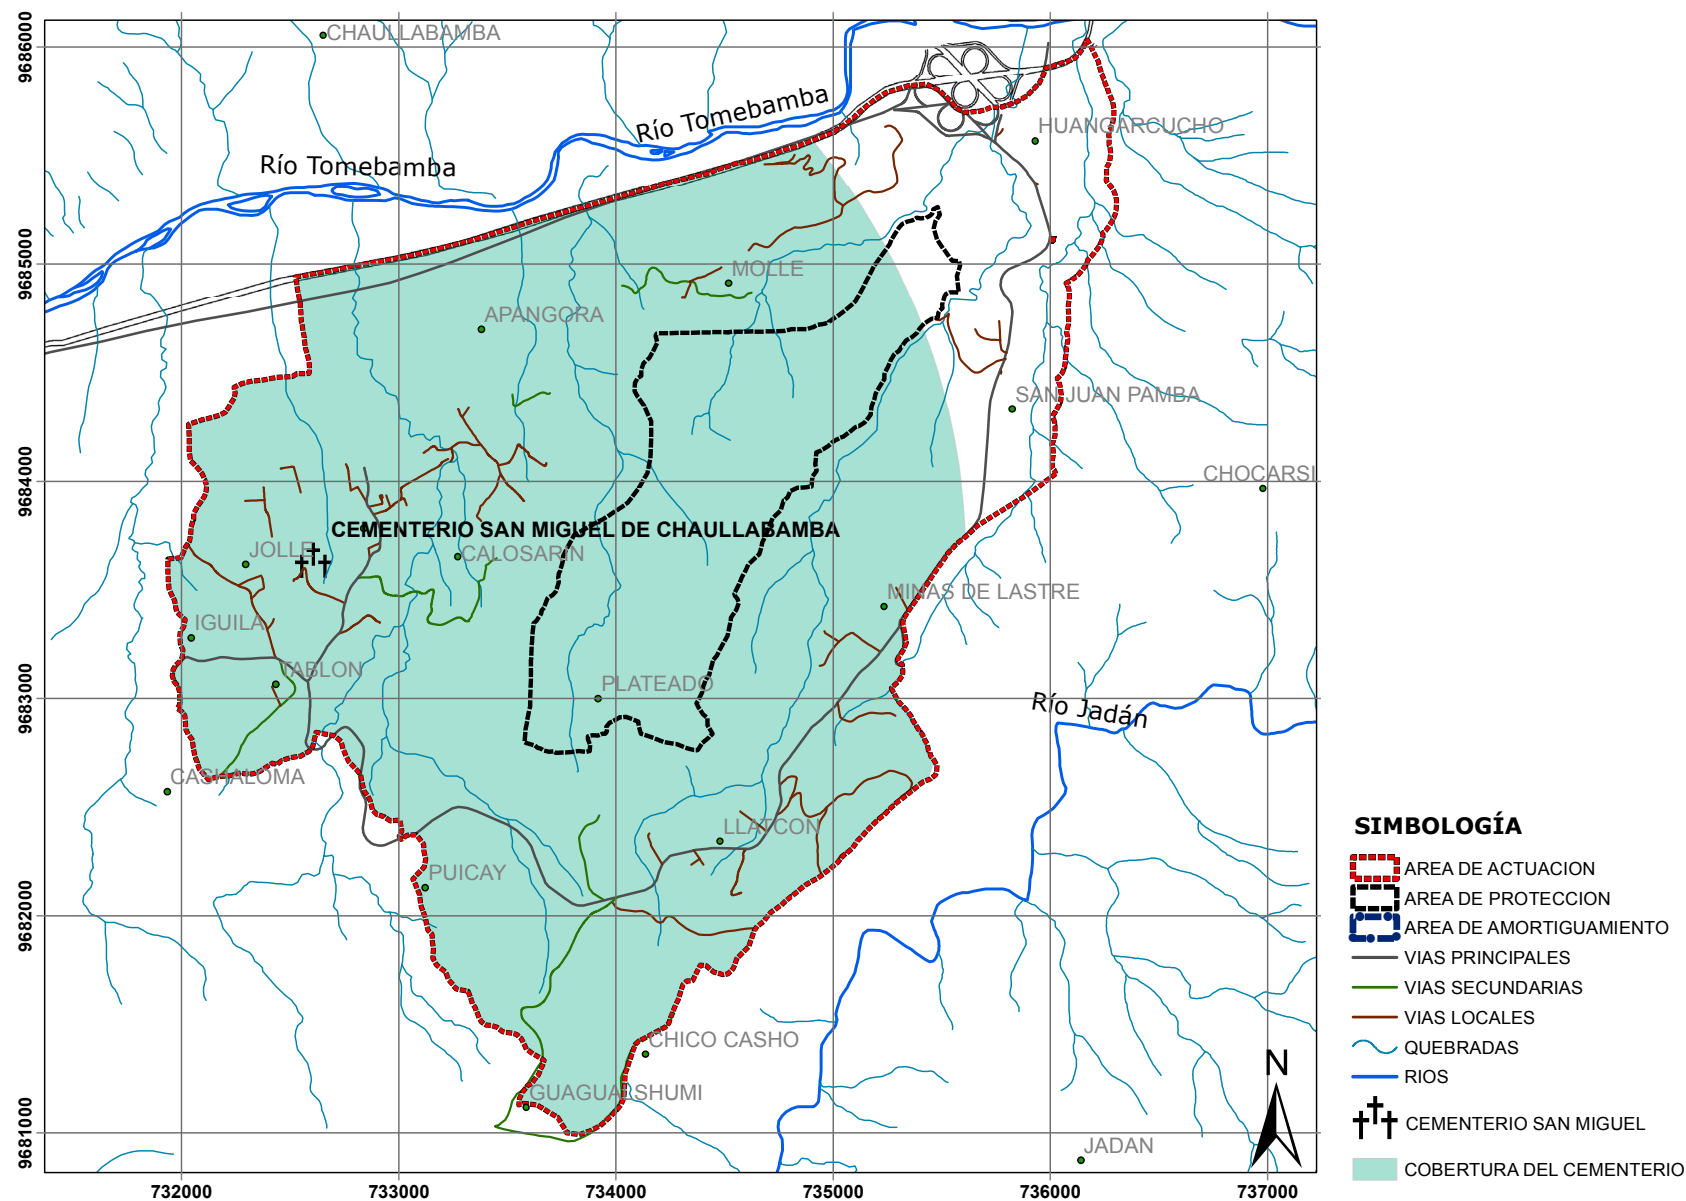 CHAULLABAMBA
Río Tomebamba
Río Tomebamba
HUANGARCUCHO
MOLLE
APANGORA
SAN JUAN PAMBA
CHOCARSI
CEMENTERIO SAN MIGUEL DE CHAULLABAMBA
JOLLE
CALOSARIN
MINAS DE LASTRE
IGUILA
TABLON
PLATEADO
Río Jadán
CASHALOMA
LLATCON
PUICAY
CHICO CASHO
GUAGUALSHUMI
JADAN
N
9686000
9685000
9684000
9683000
9682000
9681000
732000
733000
734000
735000
736000
737000
SIMBOLOGÍA
AREA DE ACTUACION
AREA DE PROTECCION
AREA DE AMORTIGUAMIENTO
VIAS PRINCIPALES
VIAS SECUNDARIAS
VIAS LOCALES
QUEBRADAS
RIOS
CEMENTERIO SAN MIGUEL
COBERTURA DEL CEMENTERIO